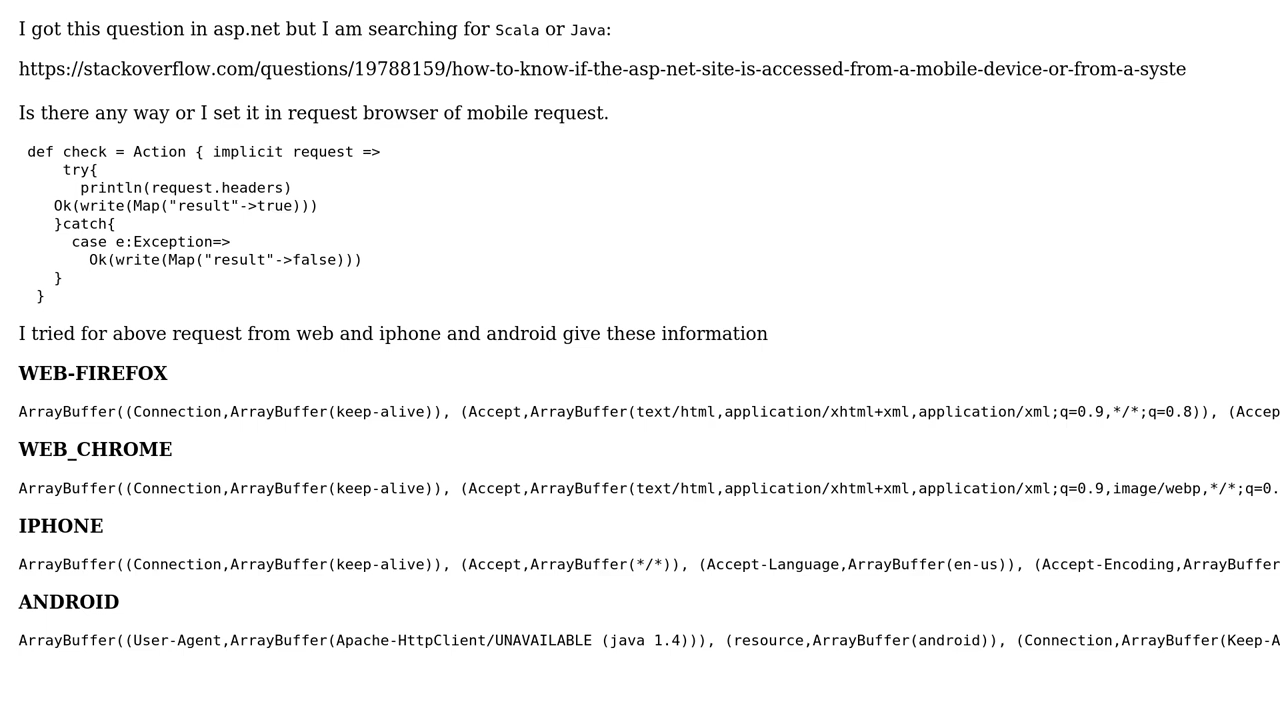 I got this question in asp.net but I am searching for Scala or Java:
https://stackoverflow.com/questions/19788159/how-to-know-if-the-asp-net-site-is-accessed-from-a-mobile-device-or-from-a-syste
Is there any way or I set it in request browser of mobile request.
def check = Action { implicit request =>
try{
println(request.headers)
Ok(write(Map("result"->true)))
}catch{
case e:Exception=>
Ok(write(Map("result"->false)))
}
}
I tried for above request from web and iphone and android give these information
WEB-FIREFOX
ArrayBuffer((Connection,ArrayBuffer(keep-alive)), (Accept,ArrayBuffer(text/html,application/xhtml+xml,application/xml;q=0.9,*/*;q=0.8)), (Accep
WEB_CHROME
ArrayBuffer((Connection,ArrayBuffer(keep-alive)), (Accept,ArrayBuffer(text/html,application/xhtml+xml,application/xml;q=0.9,image/webp,*/*;q=0.
IPHONE
ArrayBuffer((Connection,ArrayBuffer(keep-alive)), (Accept,ArrayBuffer(*/*)), (Accept-Language,ArrayBuffer(en-us)), (Accept-Encoding,ArrayBuffer
ANDROID
ArrayBuffer((User-Agent,ArrayBuffer(Apache-HttpClient/UNAVAILABLE (java 1.4))), (resource,ArrayBuffer(android)), (Connection,ArrayBuffer(Keep-A